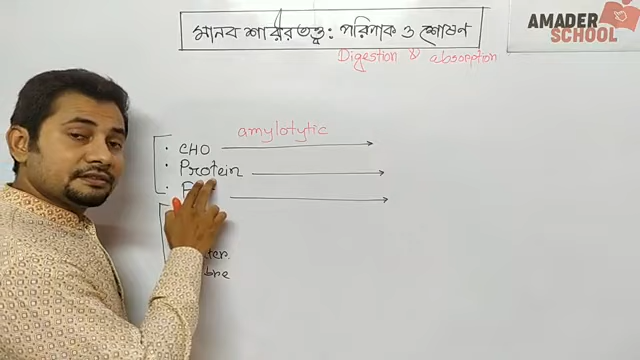 মানব শারীরতত্ত্ব: পরিপাক ও শোষণ
Digestion & absorption
AMADER
SCHOOL
amylotytic
· CHO
· Protein